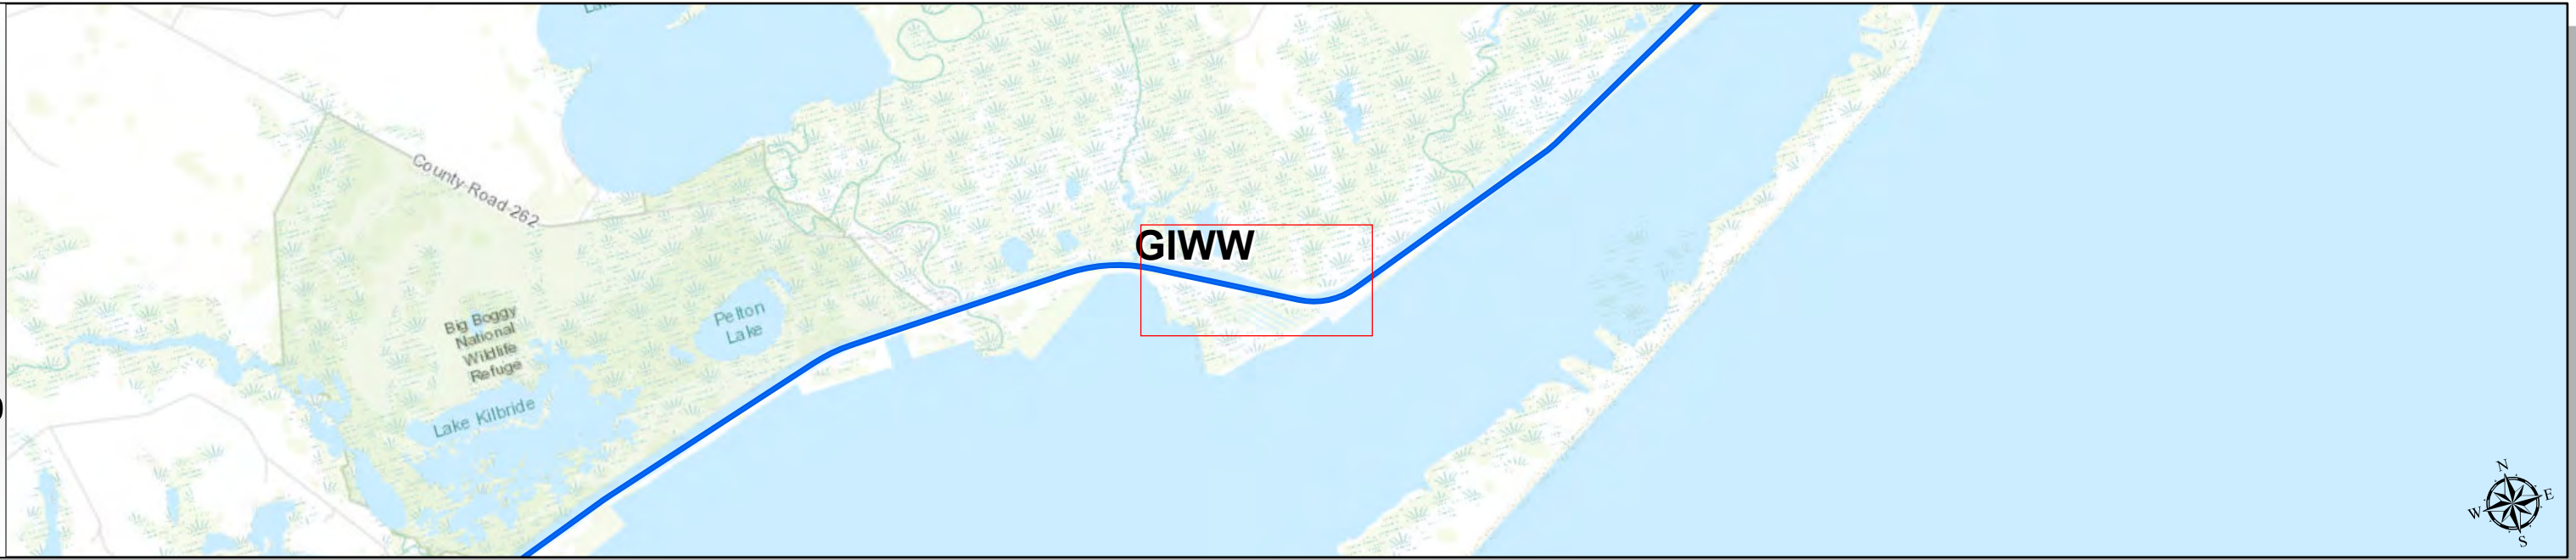 County Road 262
GIWW
Pelton
Lake
Big Boggy
National
Wildlife
Refuge
Lake Kilbride
N
W
E
S